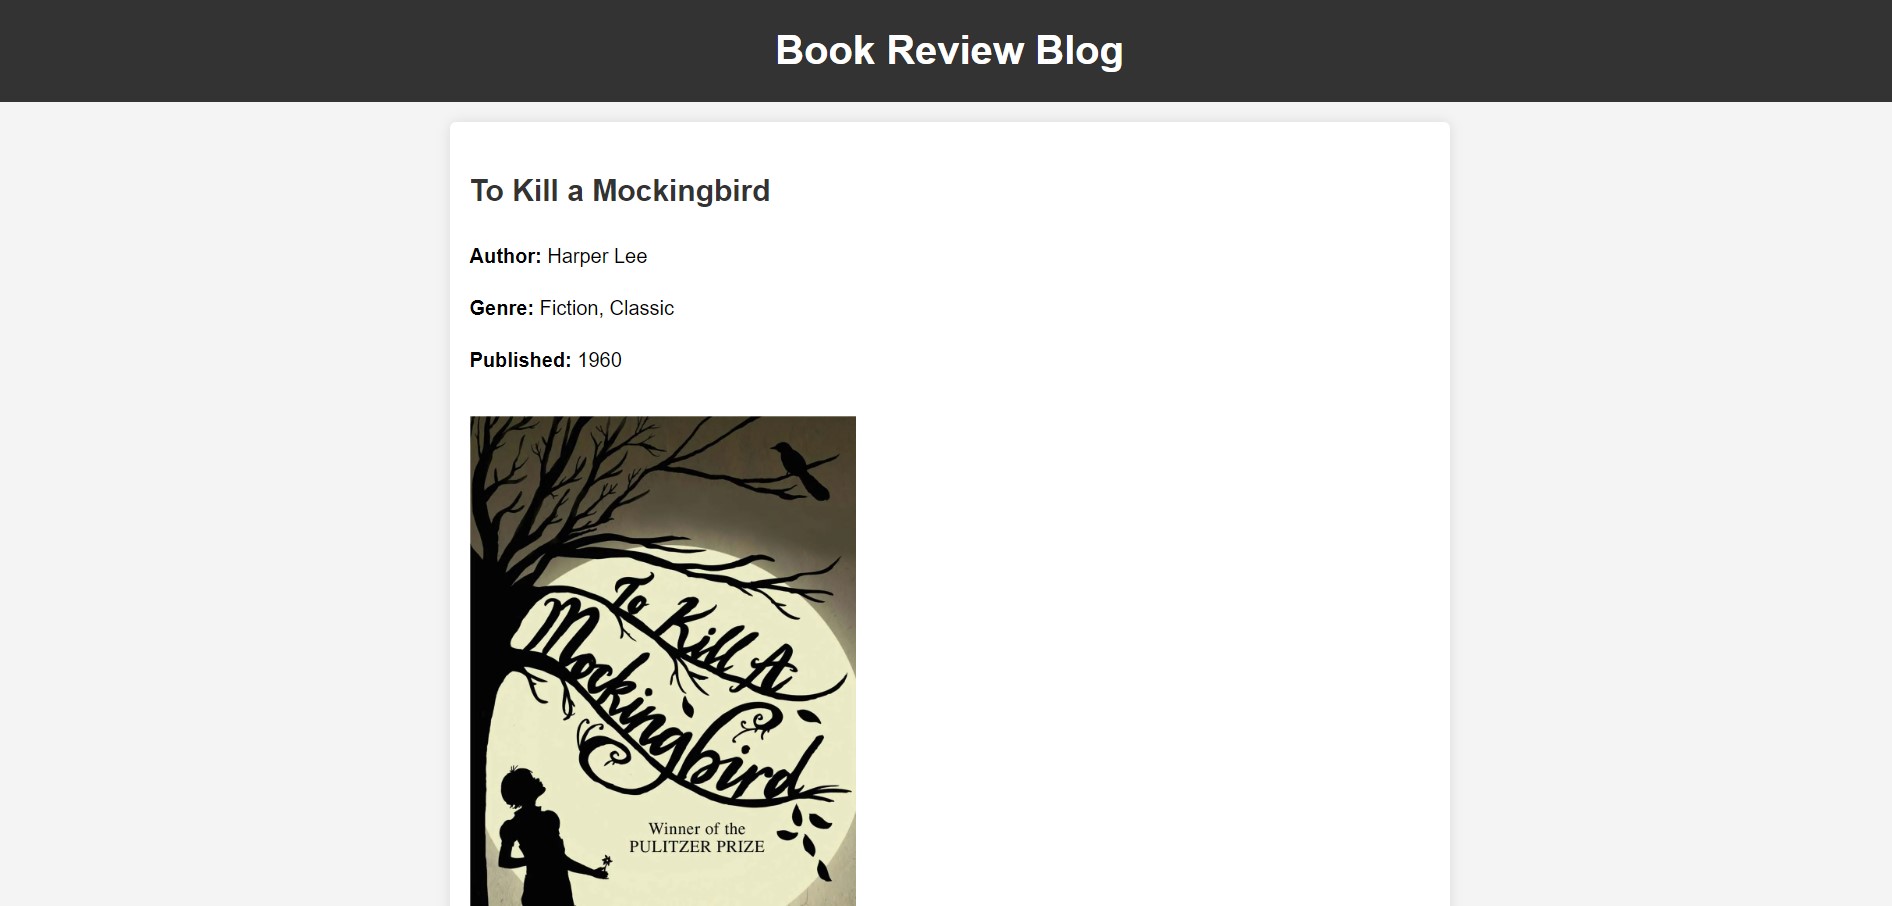 Book Review Blog
To Kill a Mockingbird
Author: Harper Lee
Genre: Fiction, Classic
Published: 1960
To Kill A
Mockingbird
Winner of the
PULITZER PRIZE